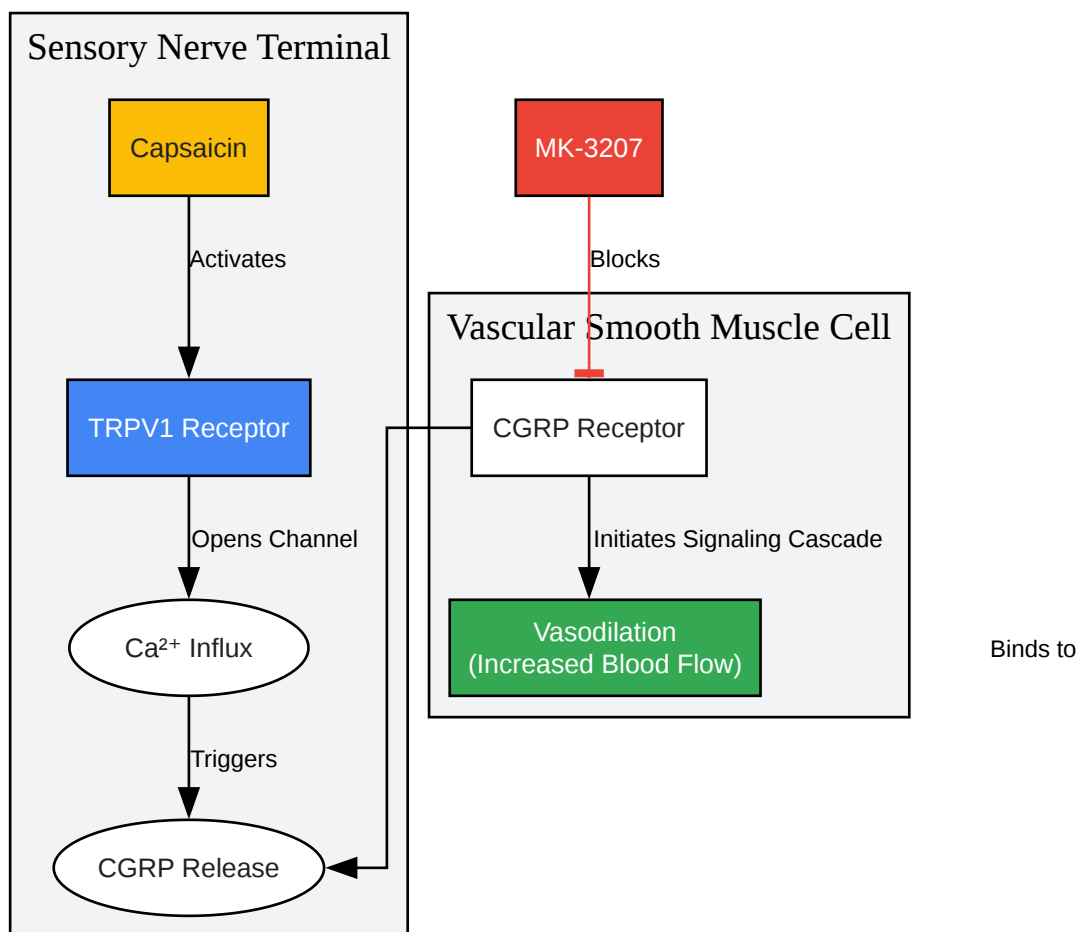 Sensory Nerve Terminal
Capsaicin
Activates
TRPV1 Receptor
Opens Channel
Ca²⁺ Influx
Triggers
CGRP Release
MK-3207
Blocks
Vascular Smooth Muscle Cell
CGRP Receptor
Initiates Signaling Cascade
Vasodilation
(Increased Blood Flow)
Binds to